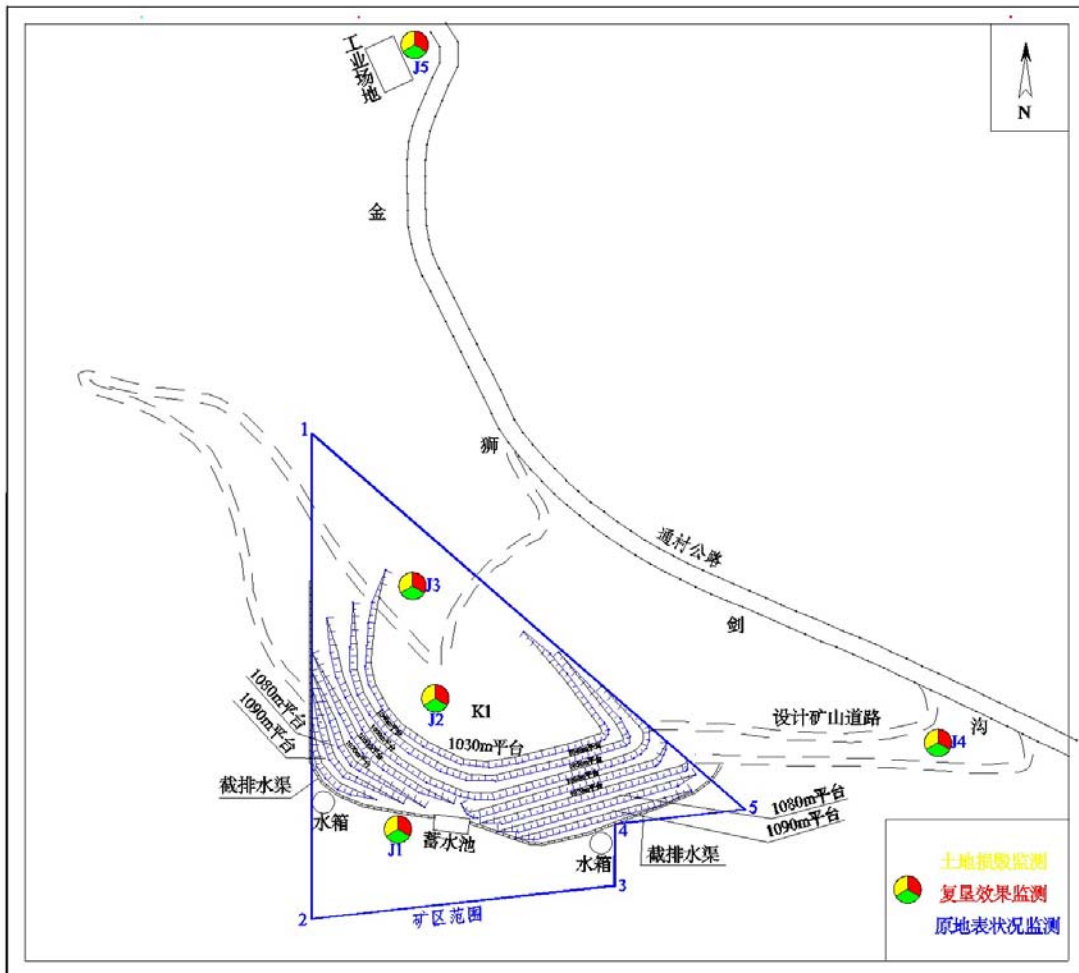 工业场地
J5
N
金
1
狮
通村公路
J3
剑
J2
K1
1030m平台
设计矿山道路
沟
J4
1080m平台
1090m平台
截排水渠
水箱
J1
蓄水池
1080m平台
1090m平台
5
4
水箱
截排水渠
3
2
矿区范围
土地损毁监测
复垦效果监测
原地表状况监测